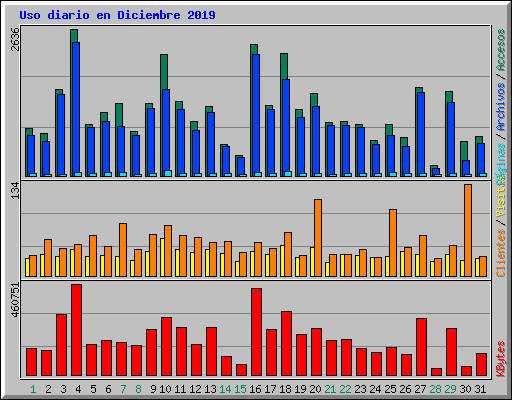 Uso diario en Diciembre 2019
2636
134
460751
Clientes / Visitas
Páginas / Archivos / Accesos
KBytes
1 2 3 4 5 6 7 8 9 10 11 12 13 14 15 16 17 18 19 20 21 22 23 24 25 26 27 28 29 30 31